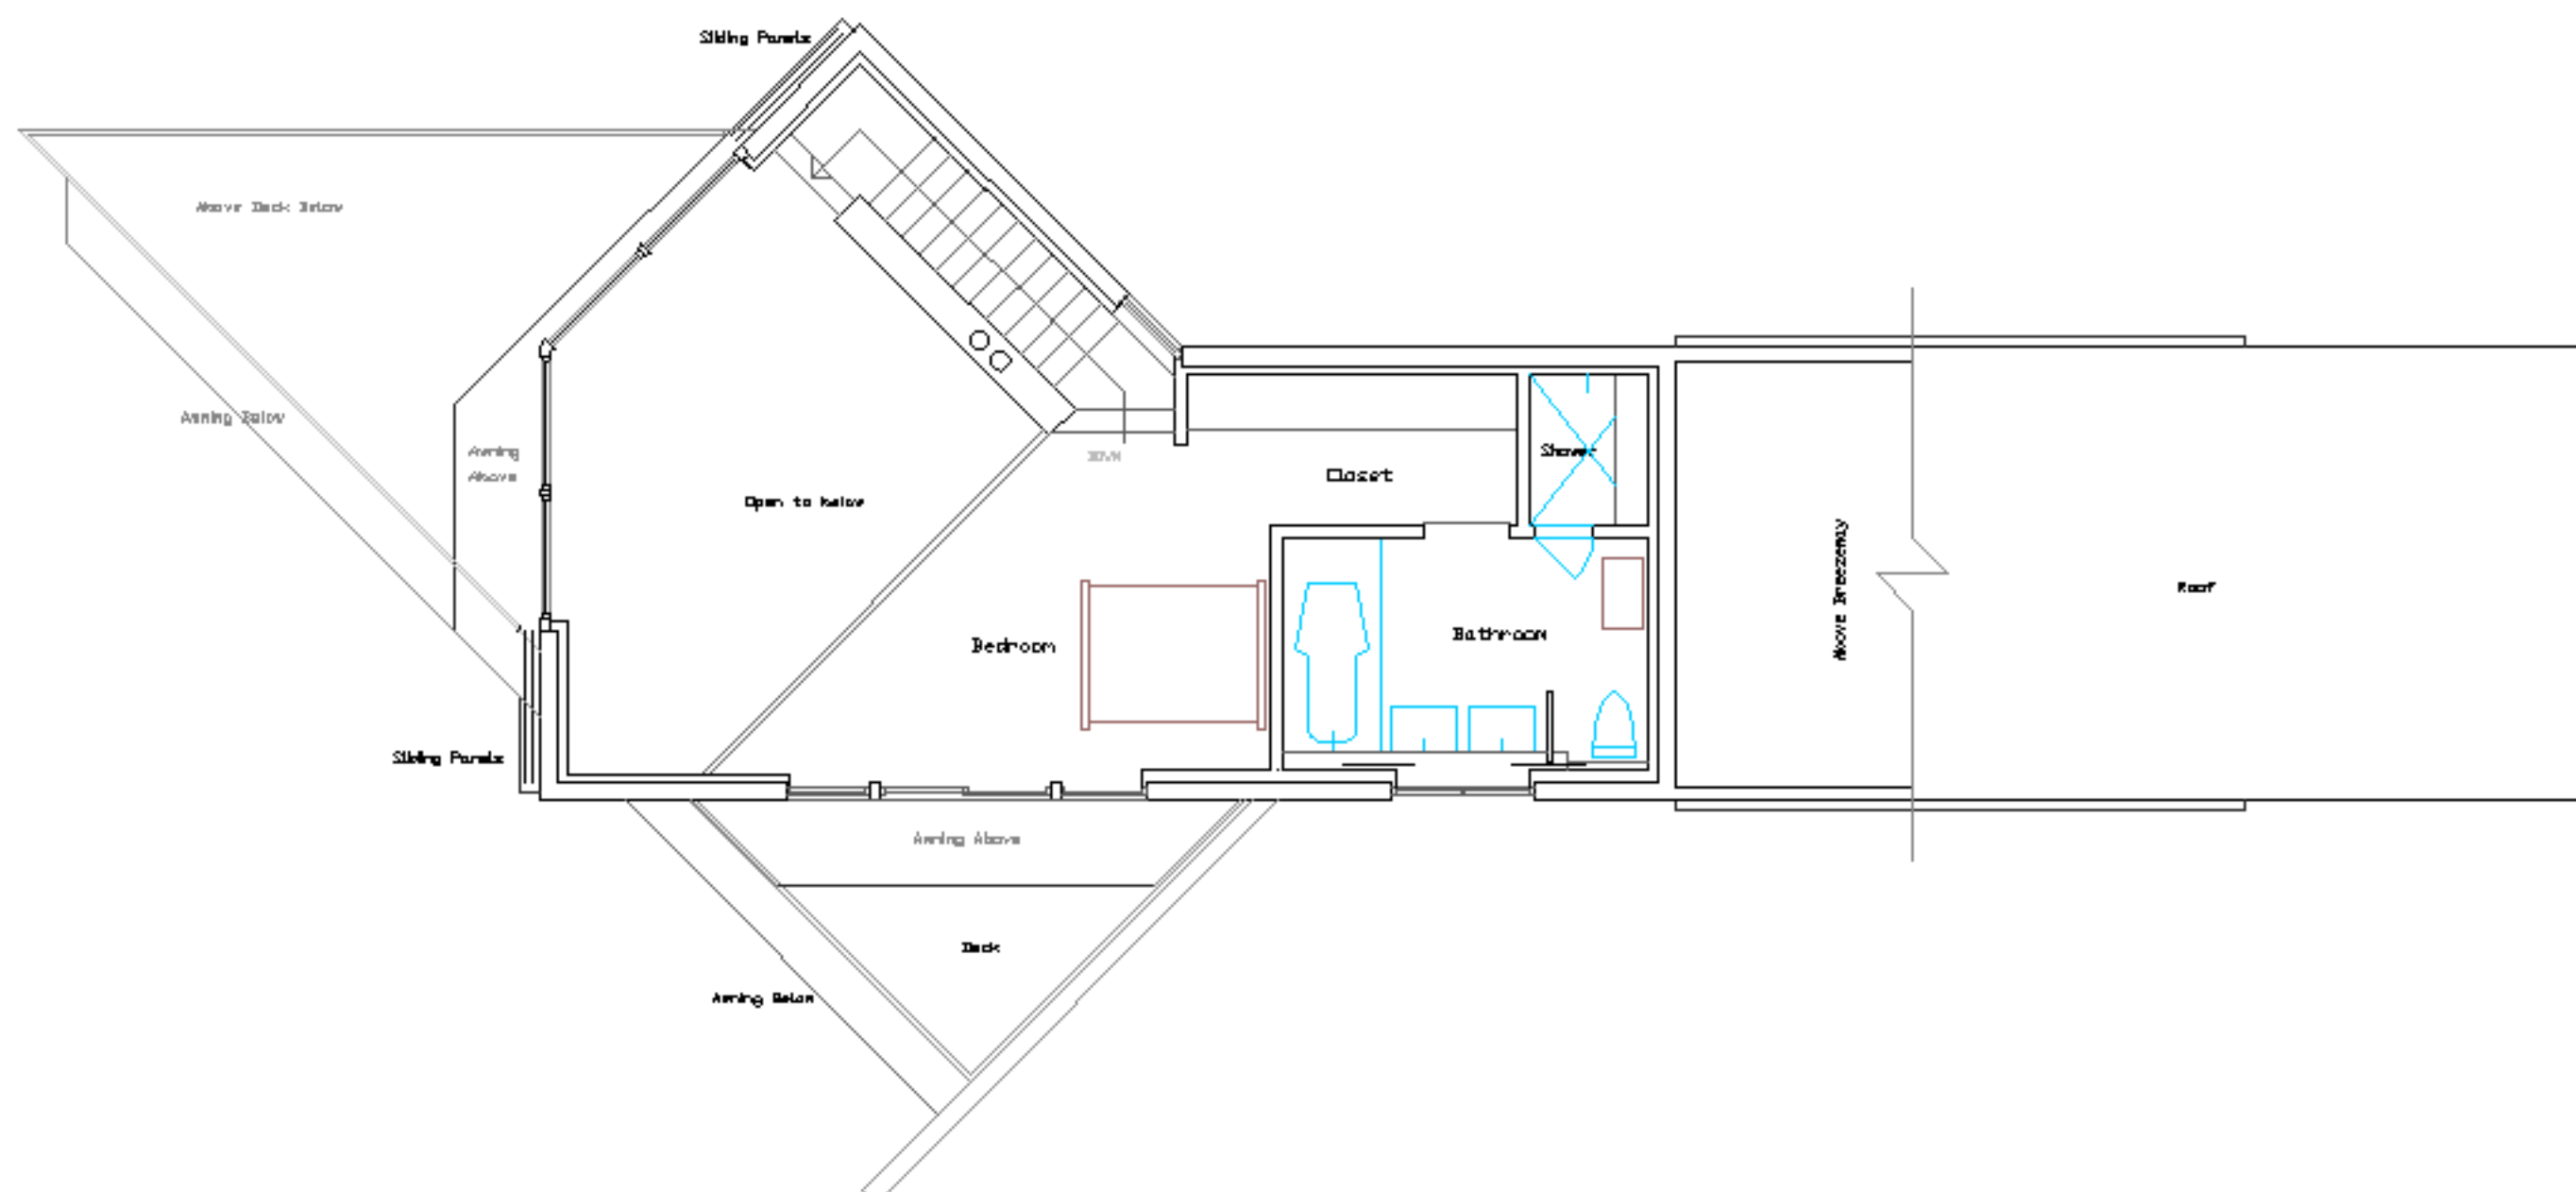 Sliding Panels
Above Deck Below
Awning Below
Awning
Above
DOWN
Shower
Closet
Open to below
Above Breezeway
Roof
Bathroom
Bedroom
Sliding Panels
Awning Above
Deck
Awning Below